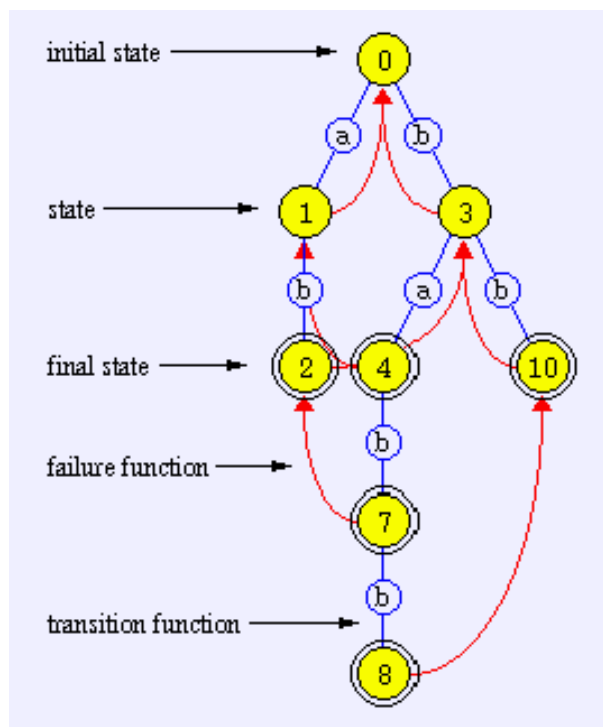 initial state
0
a
b
state
1
3
b
a
b
final state
2
4
10
b
failure function
7
b
transition function
8